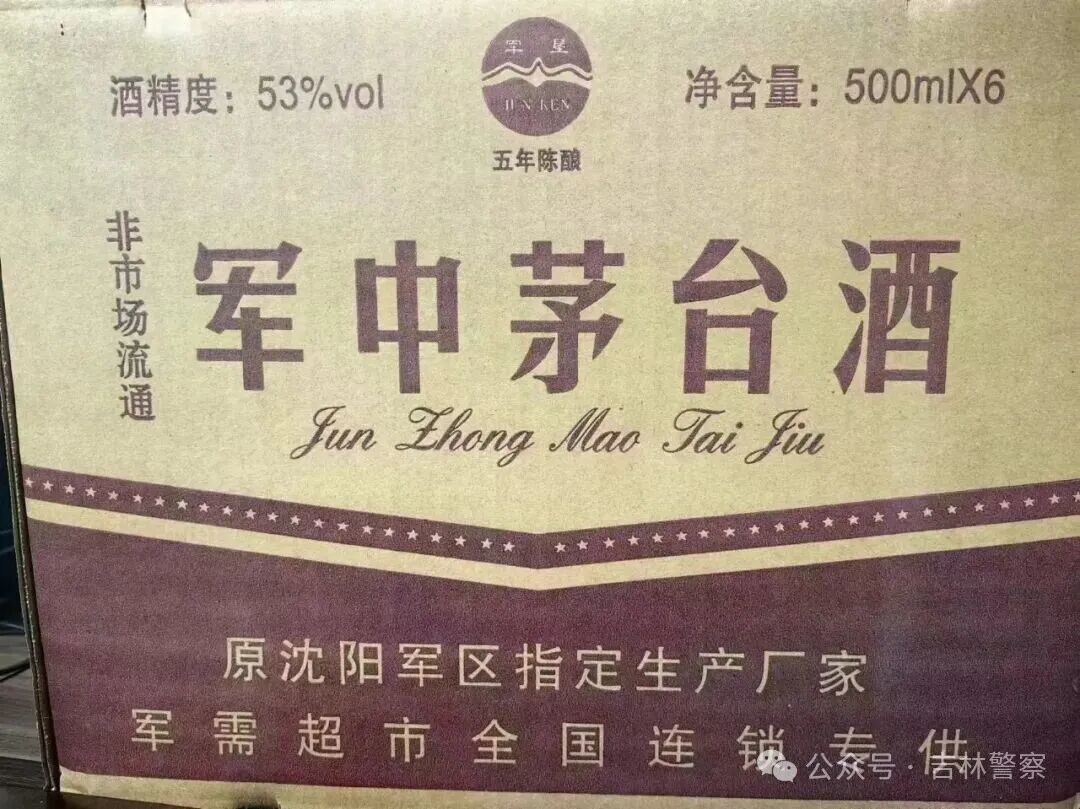 酒精度：53%vol
军垦
JUN KEN
五年陈酿
净含量：500mlX6
非市场流通
军中茅台酒
Jun Zhong Mao Tai Jiu
原沈阳军区指定生产厂家
军需超市全国连锁专供
公众号·吉林警察